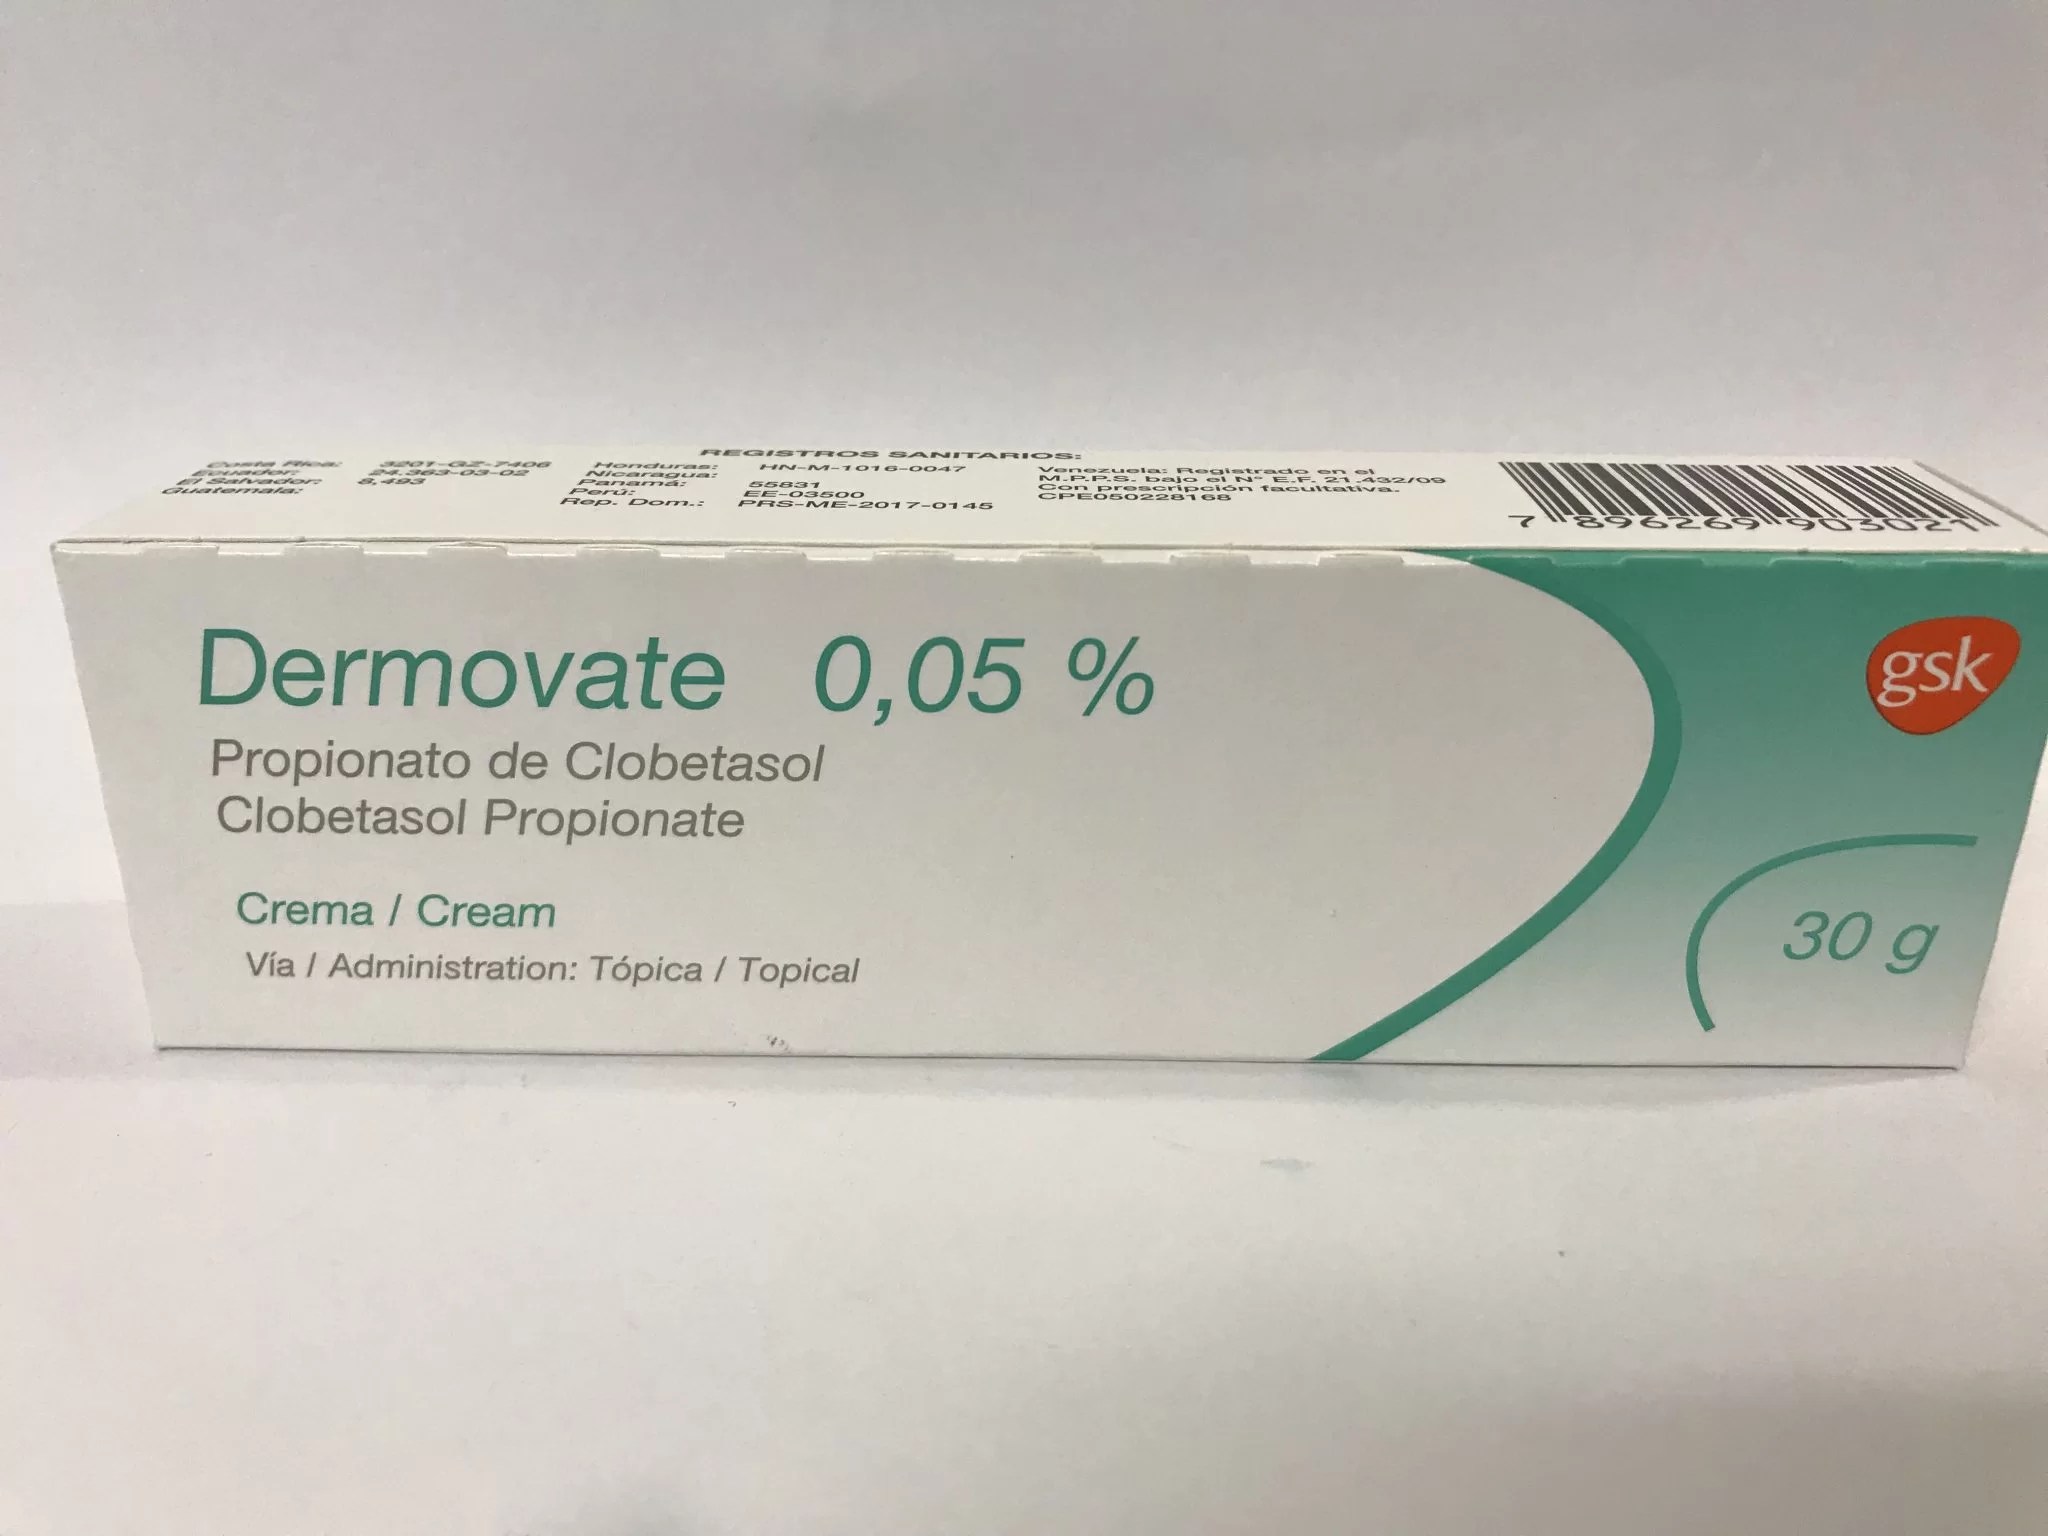 REGISTROS SANITARIOS:
Costa Rica: 3201-GZ-7406
Ecuador: 24.363-03-02
El Salvador: 8,493
Guatemala:
Honduras: HN-M-1016-0047
Nicaragua:
Panamá: 55831
Perú: EE-03500
Rep. Dom.: PRS-ME-2017-0145
Venezuela: Registrado en el
M.P.P.S. bajo el N° E.F. 21.432/09
Con prescripción facultativa.
CPE050228168
7 896269 903021
Dermovate 0,05 %
gsk
Propionato de Clobetasol
Clobetasol Propionate
Crema / Cream
30 g
Vía / Administration: Tópica / Topical